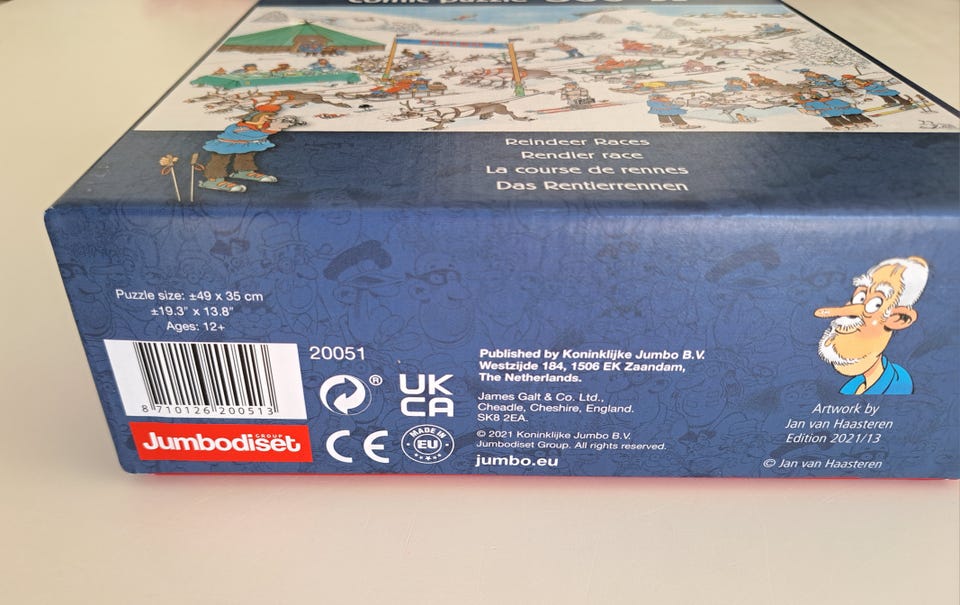 comic puzzle
Reindeer Races
Rendier race
La course de rennes
Das Rentierrennen
Puzzle size: ±49 x 35 cm
±19.3" x 13.8"
Ages: 12+
8 710126 200513
20051
®
UK
CA
CE
MADE IN
EU
Jumbodiset
GROUP
Published by Koninklijke Jumbo B.V.
Westzijde 184, 1506 EK Zaandam,
The Netherlands.
James Galt & Co. Ltd.,
Cheadle, Cheshire, England.
SK8 2EA.
© 2021 Koninklijke Jumbo B.V.
Jumbodiset Group. All rights reserved.
jumbo.eu
Artwork by
Jan van Haasteren
Edition 2021/13
© Jan van Haasteren